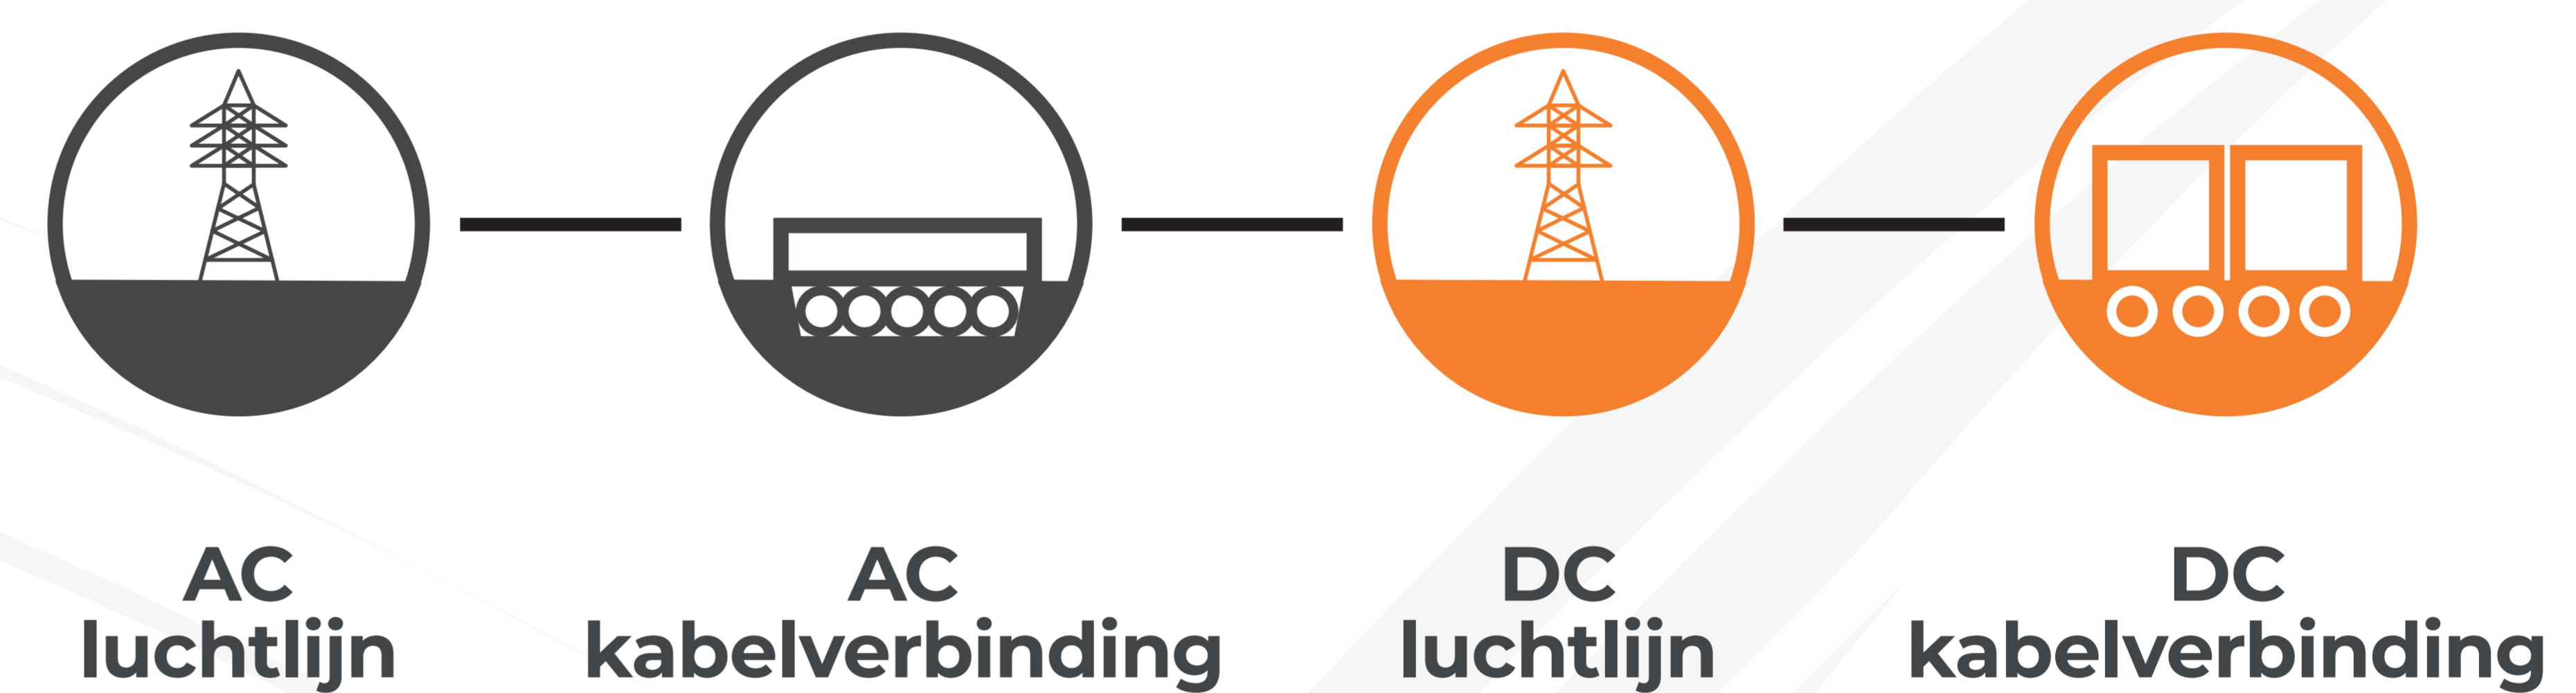 AC
luchtlijn
AC
kabelverbinding
DC
luchtlijn
DC
kabelverbinding